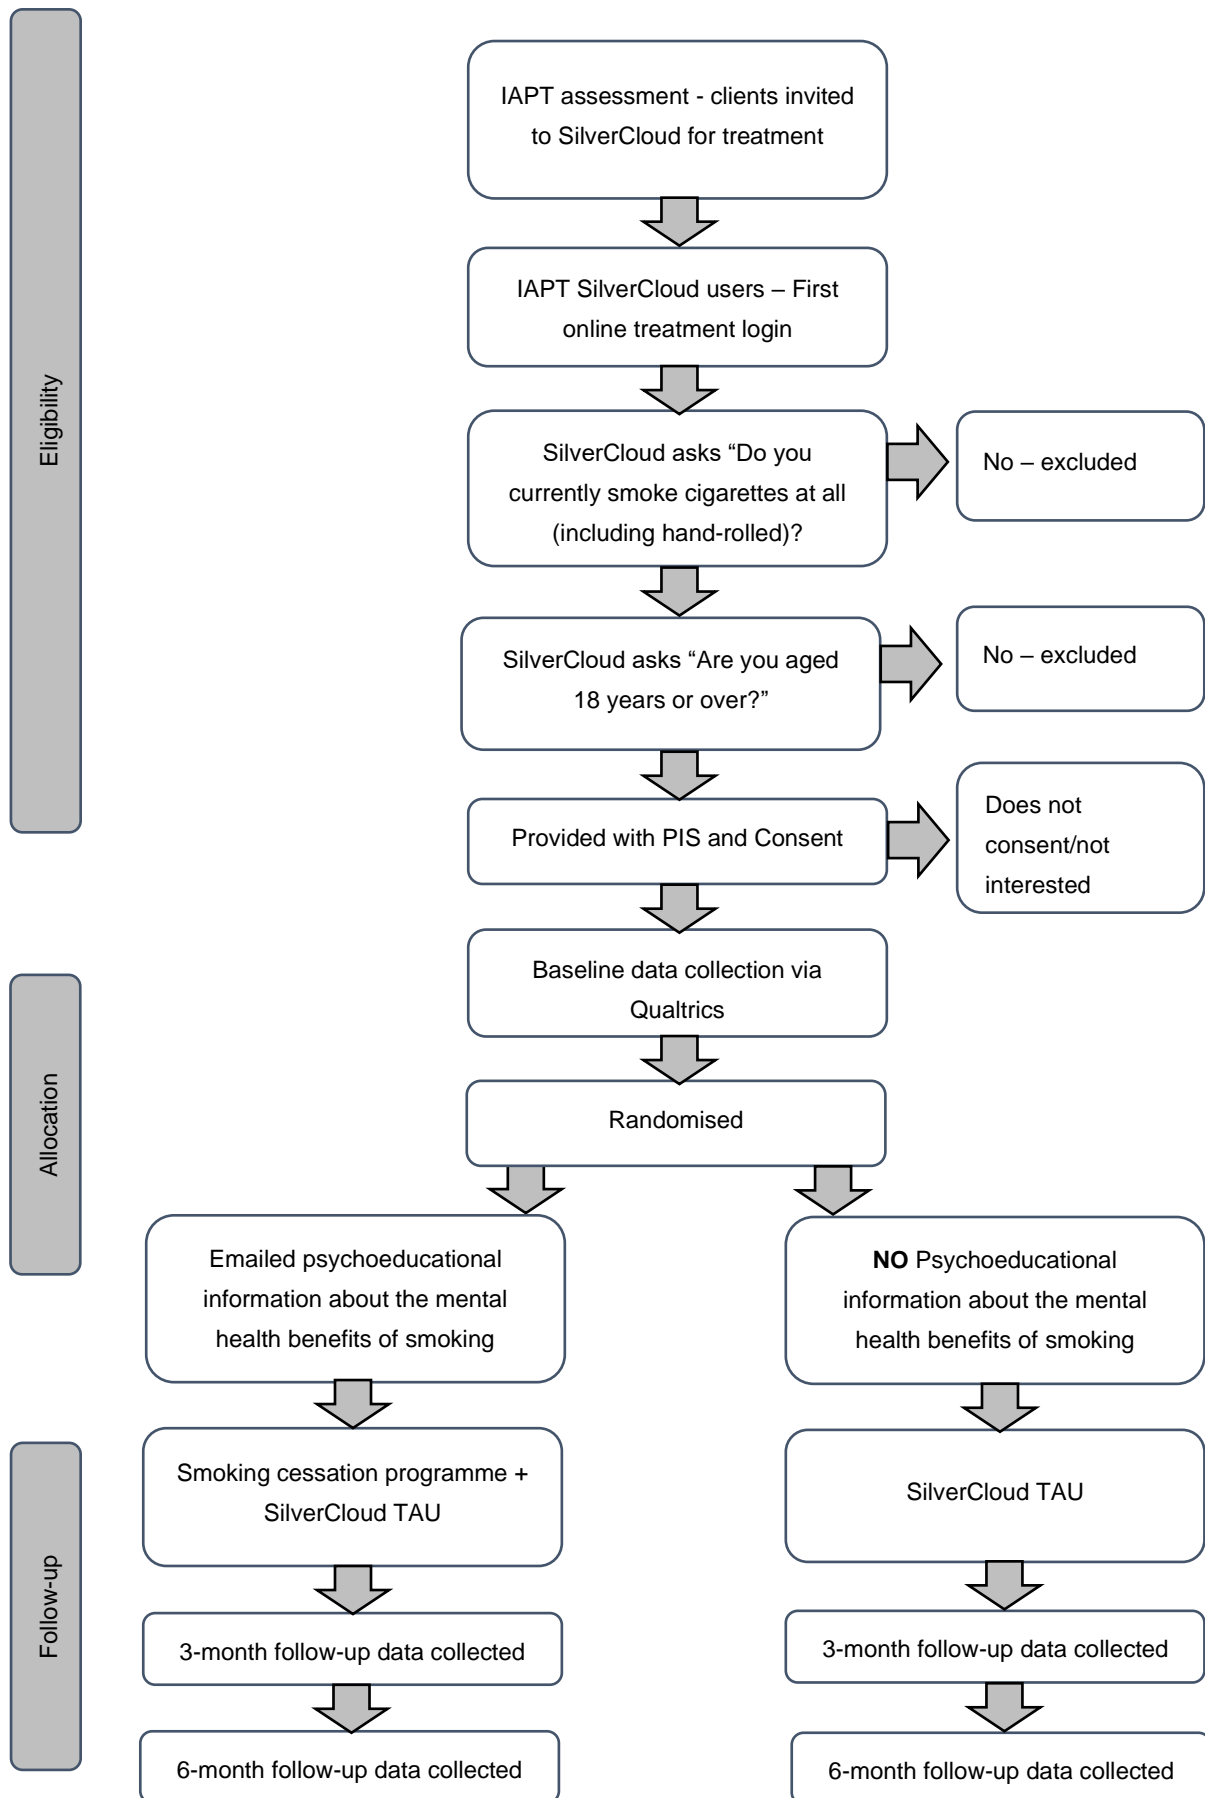 Eligibility
IAPT assessment - clients invited
to SilverCloud for treatment
IAPT SilverCloud users – First
online treatment login
SilverCloud asks “Do you
currently smoke cigarettes at all
(including hand-rolled)?
No – excluded
SilverCloud asks “Are you aged
18 years or over?”
No – excluded
Provided with PIS and Consent
Does not
consent/not
interested
Allocation
Baseline data collection via
Qualtrics
Randomised
Emailed psychoeducational
information about the mental
health benefits of smoking
NO Psychoeducational
information about the mental
health benefits of smoking
Follow-up
Smoking cessation programme +
SilverCloud TAU
SilverCloud TAU
3-month follow-up data collected
3-month follow-up data collected
6-month follow-up data collected
6-month follow-up data collected